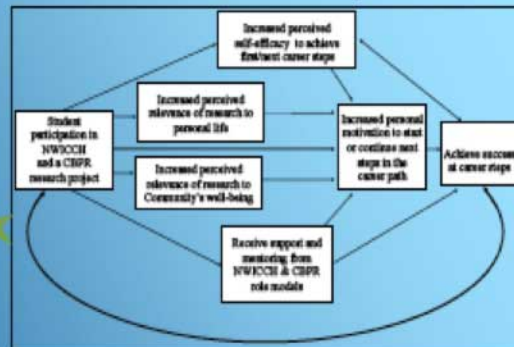 Increased perceived
self-efficacy to achieve
first/next career steps
Increased perceived
relevance of research to
personal life
Student
participation in
NWICCH
and a CBPR
research project
Increased personal
motivation to start
or continue next
steps in the
career path
Achieve success
at career steps
Increased perceived
relevance of research to
Community's well-being
Receive support and
mentoring from
NWICCH & CBPR
role models